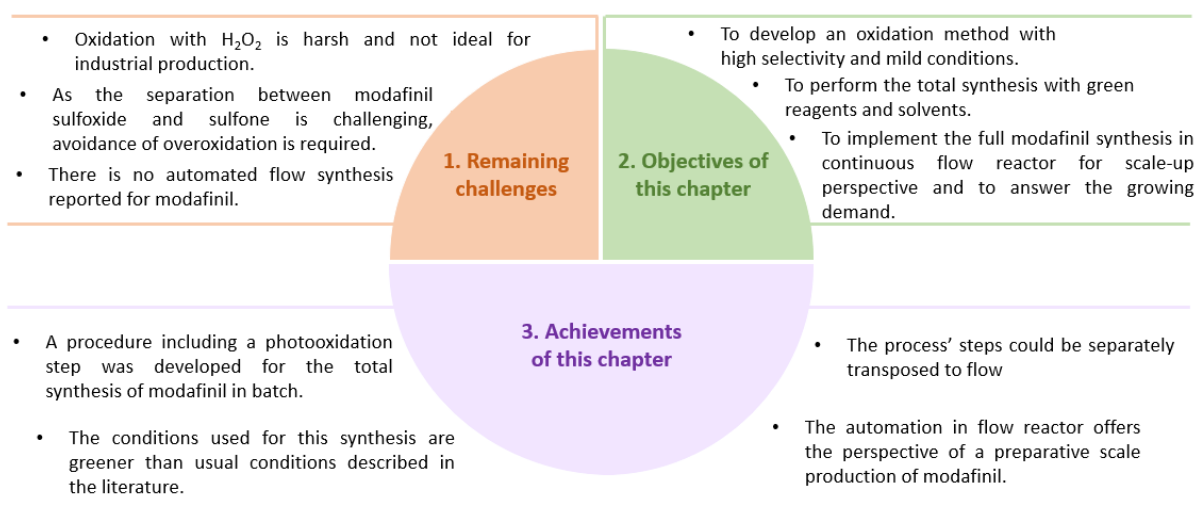 • Oxidation with H₂O₂ is harsh and not ideal for
industrial production.
• As the separation between modafinil
sulfoxide and sulfone is challenging,
avoidance of overoxidation is required.
• There is no automated flow synthesis
reported for modafinil.
1. Remaining
challenges
• To develop an oxidation method with
high selectivity and mild conditions.
• To perform the total synthesis with green
reagents and solvents.
• To implement the full modafinil synthesis in
continuous flow reactor for scale-up
perspective and to answer the growing
demand.
2. Objectives of
this chapter
3. Achievements
of this chapter
• A procedure including a photooxidation
step was developed for the total
synthesis of modafinil in batch.
• The conditions used for this synthesis are
greener than usual conditions described in
the literature.
• The process’ steps could be separately
transposed to flow
• The automation in flow reactor offers
the perspective of a preparative scale
production of modafinil.